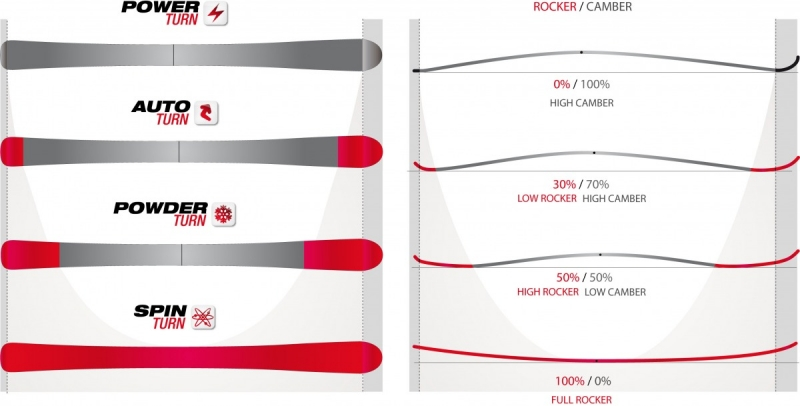 POWER
TURN
AUTO
TURN
POWDER
TURN
SPIN
TURN
ROCKER / CAMBER
0% / 100%
HIGH CAMBER
30% / 70%
LOW ROCKER HIGH CAMBER
50% / 50%
HIGH ROCKER LOW CAMBER
100% / 0%
FULL ROCKER